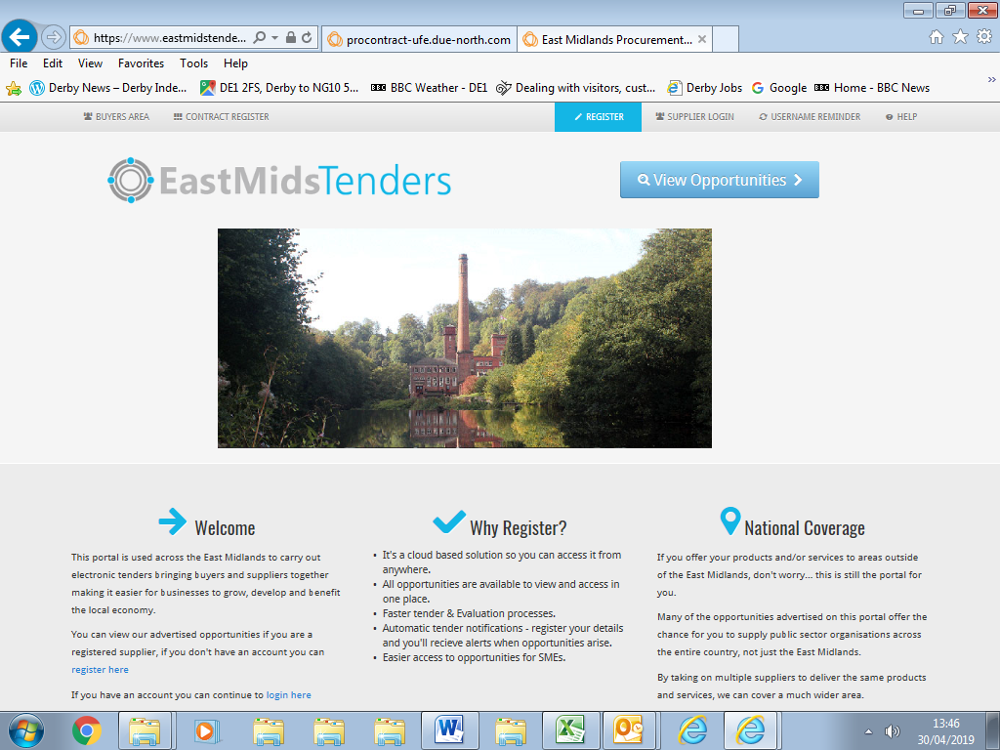 https://www.eastmidstende...
procontract-ufe.due-north.com
East Midlands Procurement...
File Edit View Favorites Tools Help
Derby News – Derby Inde...
DE1 2FS, Derby to NG10 5...
BBC Weather - DE1
Dealing with visitors, cust...
Derby Jobs
Google
Home - BBC News
BUYERS AREA
CONTRACT REGISTER
REGISTER
SUPPLIER LOGIN
USERNAME REMINDER
HELP
EastMidsTenders
View Opportunities
Welcome
This portal is used across the East Midlands to carry out
electronic tenders bringing buyers and suppliers together
making it easier for businesses to grow, develop and benefit
the local economy.
You can view our advertised opportunities if you are a
registered supplier, if you don't have an account you can
register here
If you have an account you can continue to login here
Why Register?
• It's a cloud based solution so you can access it from
anywhere.
• All opportunities are available to view and access in
one place.
• Faster tender & Evaluation processes.
• Automatic tender notifications - register your details
and you'll recieve alerts when opportunities arise.
• Easier access to opportunities for SMEs.
National Coverage
If you offer your products and/or services to areas outside
of the East Midlands, don't worry... this is still the portal for
you.
Many of the opportunities advertised on this portal offer the
chance for you to supply public sector organisations across
the entire country, not just the East Midlands.
By taking on multiple suppliers to deliver the same products
and services, we can cover a much wider area.
13:46
30/04/2019